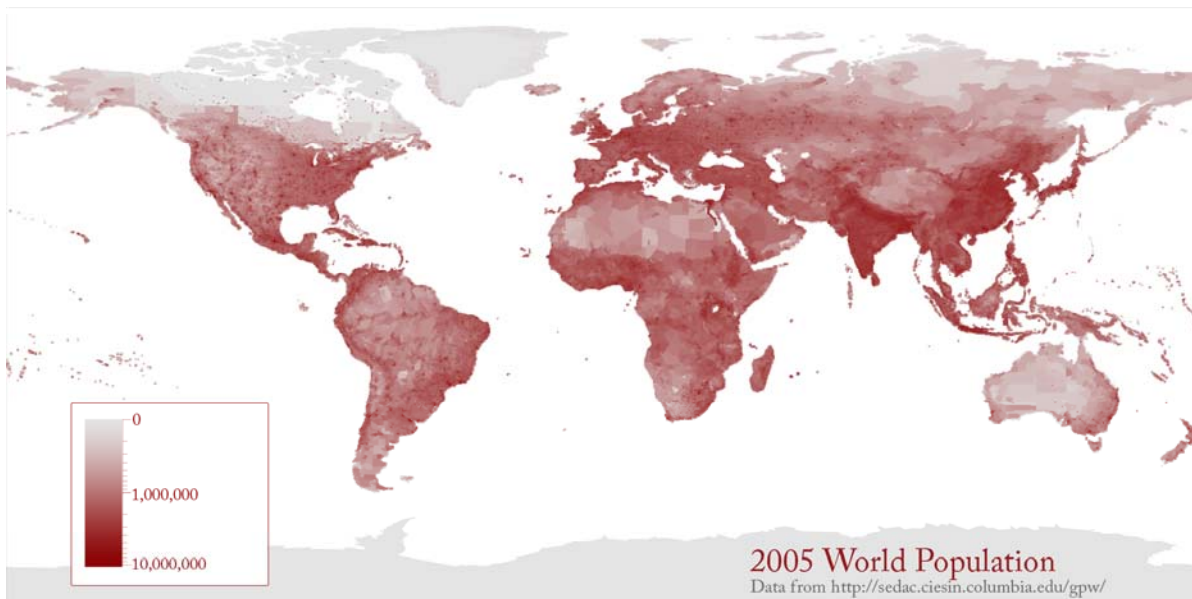 0
1,000,000
10,000,000
2005 World Population
Data from http://sedac.ciesin.columbia.edu/gpw/